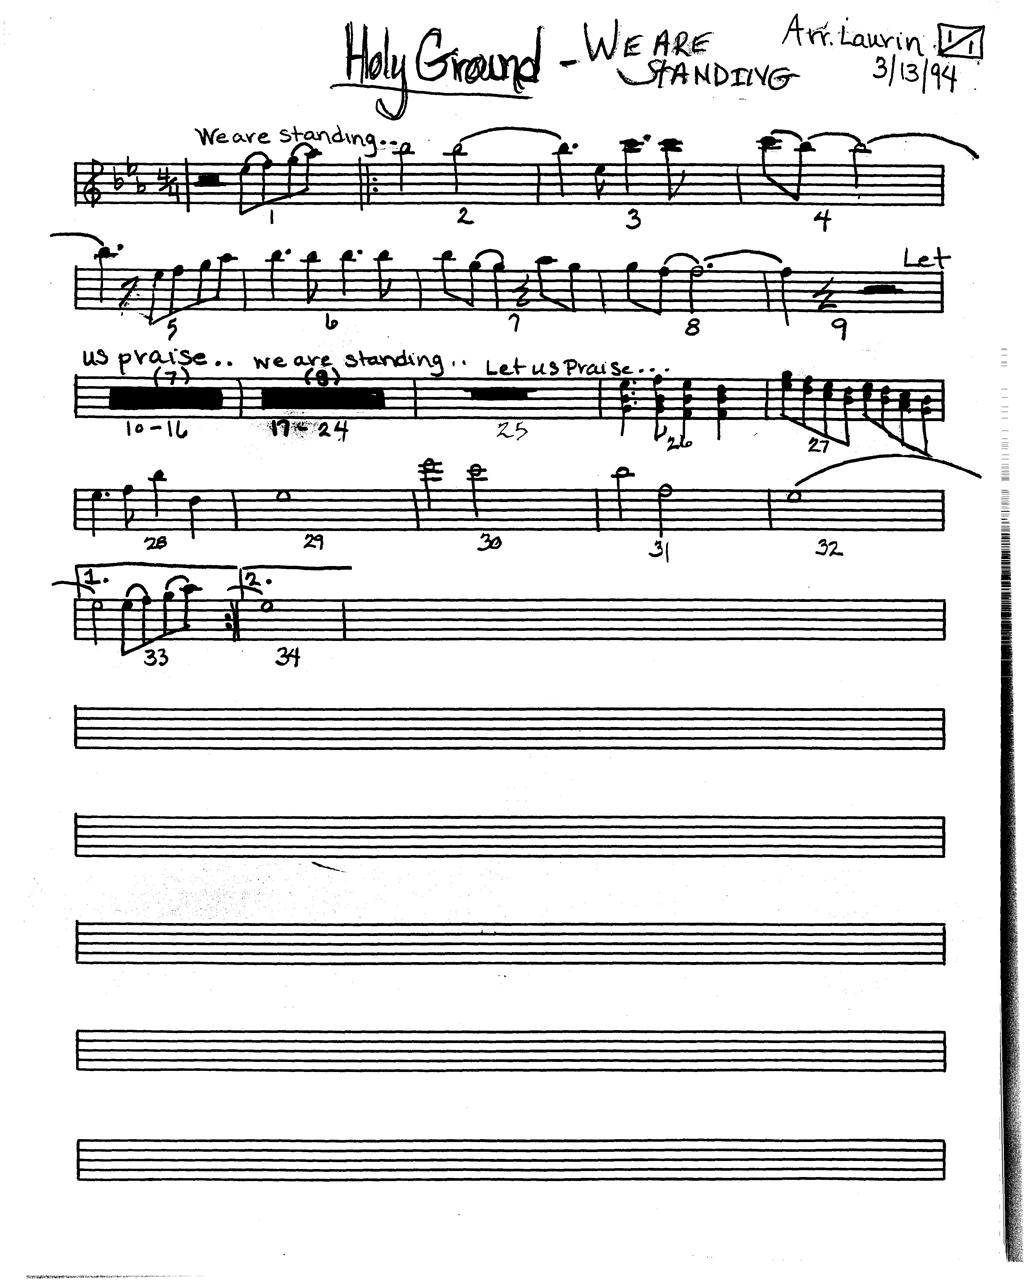 Holy Ground - WE ARE STANDING
Arr. Laurin 1/1
3/13/94
We are standing..
4/4
1 2 3 4
Let
5 6 7 8 9
us praise.. we are standing.. Let us Praise...
(7) (8)
10-16 17-24 25 26 27
28 29 30 31 32
1. 2.
33 34